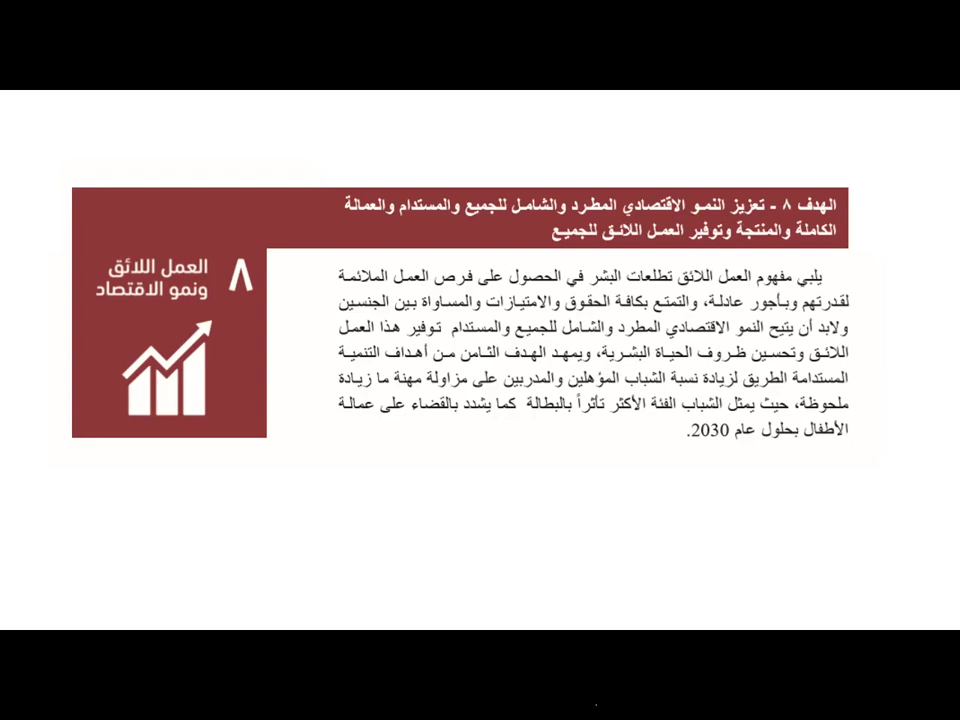 الهدف ٨ - تعزيز النمو الاقتصادي المطرد والشامل للجميع والمستدام والعمالة
الكاملة والمنتجة وتوفير العمل اللائق للجميع
٨ العمل اللائق
ونمو الاقتصاد
يلبي مفهوم العمل اللائق تطلعات البشر في الحصول على فرص العمل الملائمة
لقدرتهم وبأجور عادلة، والتمتع بكافة الحقوق والامتيازات والمساواة بين الجنسين
ولابد أن يتيح النمو الاقتصادي المطرد والشامل للجميع والمستدام توفير هذا العمل
اللائق وتحسين ظروف الحياة البشرية، ويمهد الهدف الثامن من أهداف التنمية
المستدامة الطريق لزيادة نسبة الشباب المؤهلين والمدربين على مزاولة مهنة ما زيادة
ملحوظة، حيث يمثل الشباب الفئة الأكثر تأثراً بالبطالة كما يشدد بالقضاء على عمالة
الأطفال بحلول عام 2030.